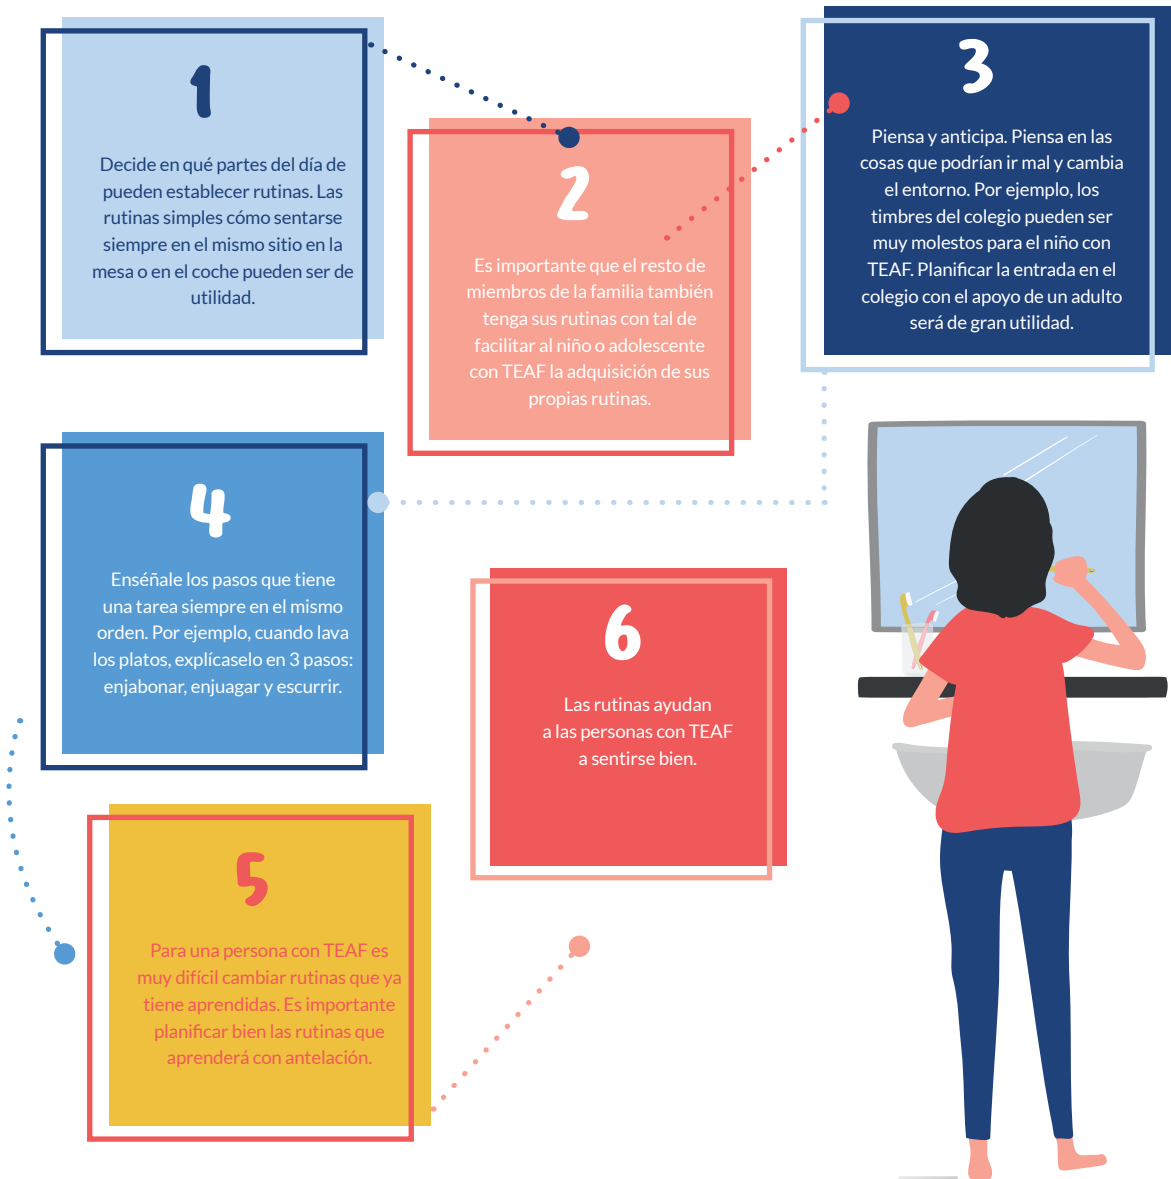 1
Decide en qué partes del día de
pueden establecer rutinas. Las
rutinas simples cómo sentarse
siempre en el mismo sitio en la
mesa o en el coche pueden ser de
utilidad.
2
Es importante que el resto de
miembros de la familia también
tenga sus rutinas con tal de
facilitar al niño o adolescente
con TEAF la adquisición de sus
propias rutinas.
3
Piensa y anticipa. Piensa en las
cosas que podrían ir mal y cambia
el entorno. Por ejemplo, los
timbres del colegio pueden ser
muy molestos para el niño con
TEAF. Planificar la entrada en el
colegio con el apoyo de un adulto
será de gran utilidad.
4
Enséñale los pasos que tiene
una tarea siempre en el mismo
orden. Por ejemplo, cuando lava
los platos, explícaselo en 3 pasos:
enjabonar, enjuagar y escurrir.
5
Para una persona con TEAF es
muy difícil cambiar rutinas que ya
tiene aprendidas. Es importante
planificar bien las rutinas que
aprenderá con antelación.
6
Las rutinas ayudan
a las personas con TEAF
a sentirse bien.